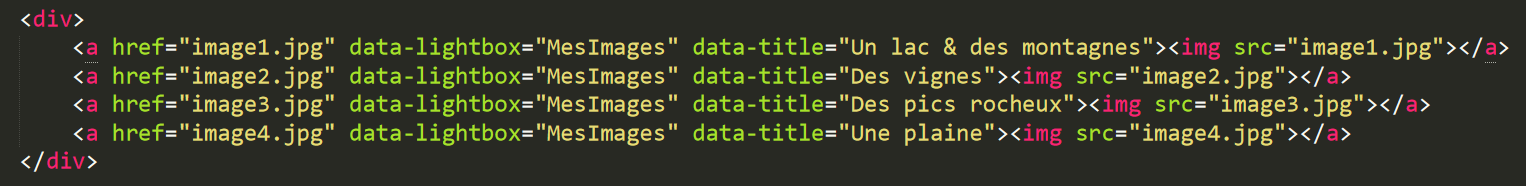 <div>
    <a href="image1.jpg" data-lightbox="MesImages" data-title="Un lac & des montagnes"><img src="image1.jpg"></a>
    <a href="image2.jpg" data-lightbox="MesImages" data-title="Des vignes"><img src="image2.jpg"></a>
    <a href="image3.jpg" data-lightbox="MesImages" data-title="Des pics rocheux"><img src="image3.jpg"></a>
    <a href="image4.jpg" data-lightbox="MesImages" data-title="Une plaine"><img src="image4.jpg"></a>
</div>